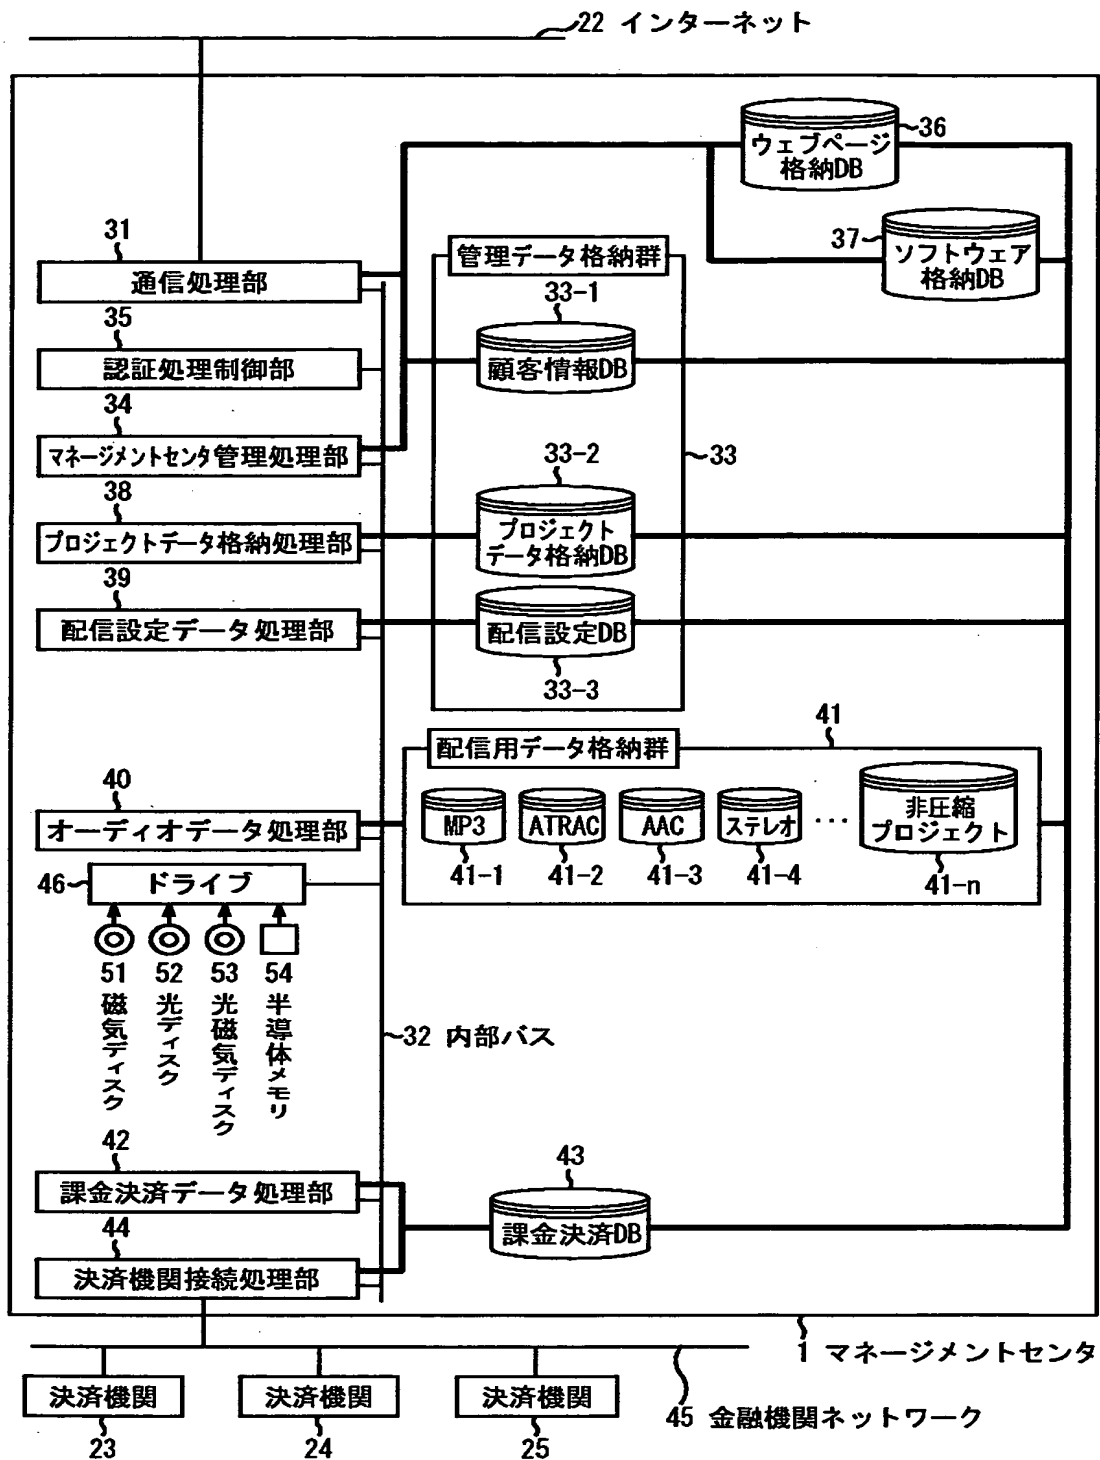 22 インターネット
36
ウェブページ
格納DB
37
ソフトウェア
格納DB
31
通信処理部
管理データ格納群
33-1
35
認証処理制御部
顧客情報DB
34
マネージメントセンタ管理処理部
33-2
33
38
プロジェクトデータ格納処理部
プロジェクト
データ格納DB
39
配信設定データ処理部
配信設定DB
33-3
41
配信用データ格納群
40
オーディオデータ処理部
MP3
ATRAC
AAC
ステレオ
...
非圧縮
プロジェクト
41-1
41-2
41-3
41-4
41-n
46
ドライブ
51
磁気ディスク
52
光ディスク
53
光磁気ディスク
54
半導体メモリ
32 内部バス
42
課金決済データ処理部
43
課金決済DB
44
決済機関接続処理部
1 マネージメントセンタ
決済機関
決済機関
決済機関
45 金融機関ネットワーク
23
24
25